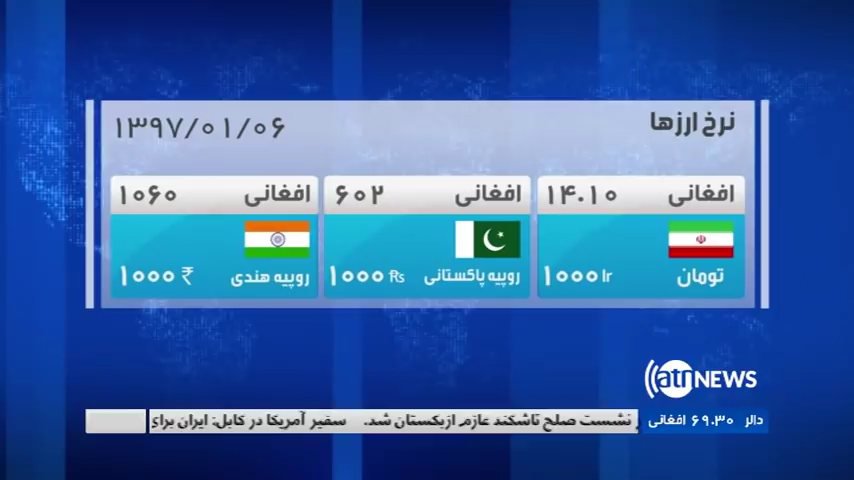 نرخ ارزها
۱۳۹۷/۰۱/۰۶
افغانی ۱۴.۱۰
تومان ۱۰۰۰ Ir
افغانی ۶۰۲
روپیه پاکستانی ۱۰۰۰ ₨
افغانی ۱۰۶۰
روپیه هندی ۱۰۰۰ ₹
atn NEWS
دالر ۶۹.۳۰ افغانی
نشست صلح تاشکند عازم ازبکستان شد. سفیر آمریکا در کابل: ایران برای